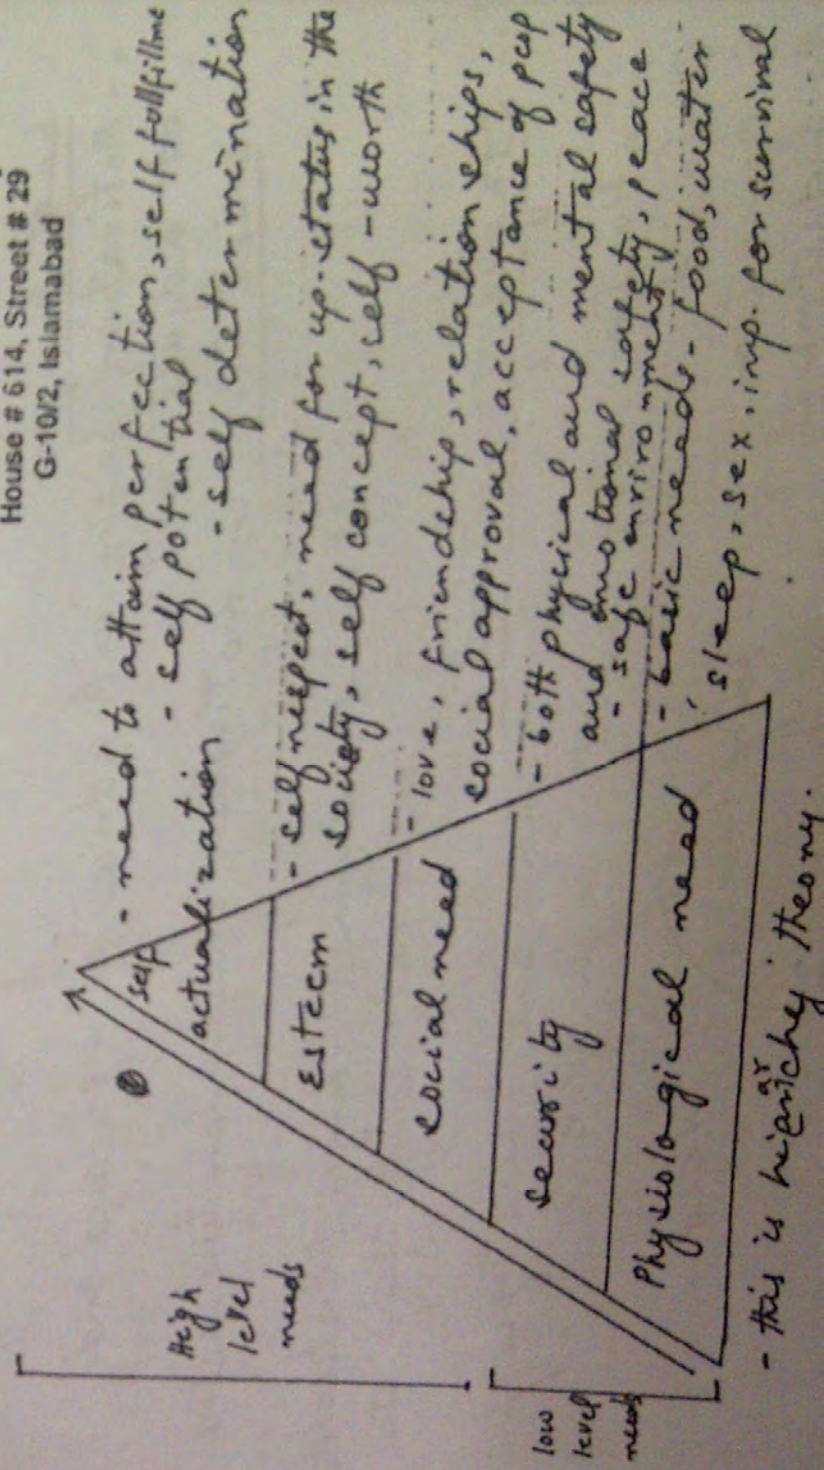 House # 614, Street # 29
G-10/2, Islamabad
- need to attain perfection, self fullfillme
- self potential
- self determination
self
actualization
- self respect, need for up-status in the
society, self concept, self-worth
Esteem
- love, friendship, relationships,
social approval, acceptance of peop
social need
- both physical and mental safety
and emotional safety, peace
- safe environment
security
- basic needs - food, water
sleep, sex, imp. for survival
Physiological need
High
level
needs
low
level
needs
- this is hierarichey theory.